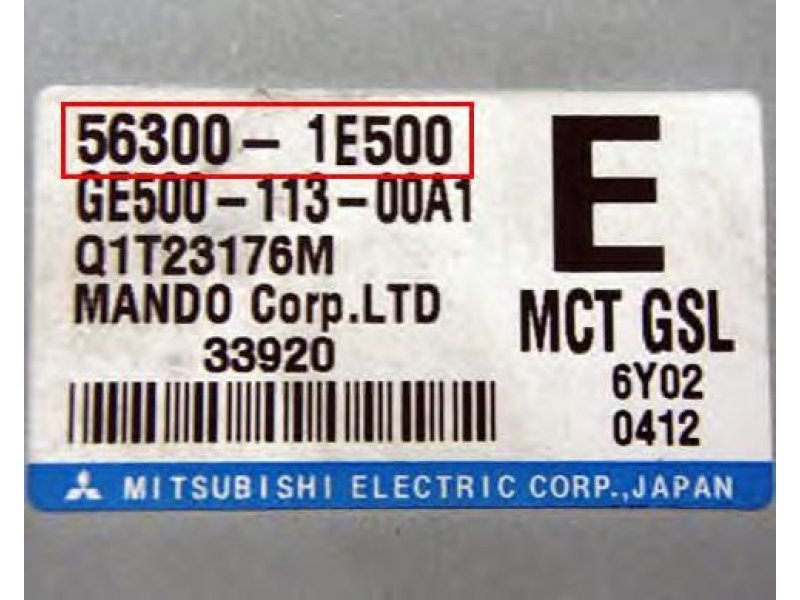 56300 - 1E500
GE500-113-00A1
Q1T23176M
MANDO Corp.LTD
33920
E
MCT GSL
6Y02
0412
MITSUBISHI ELECTRIC CORP.,JAPAN